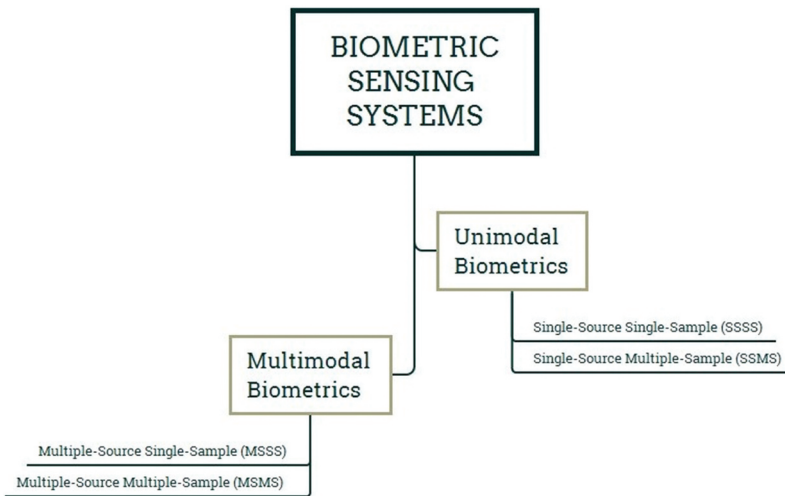 BIOMETRIC
SENSING
SYSTEMS
Unimodal
Biometrics
Single-Source Single-Sample (SSSS)
Single-Source Multiple-Sample (SSMS)
Multimodal
Biometrics
Multiple-Source Single-Sample (MSSS)
Multiple-Source Multiple-Sample (MSMS)